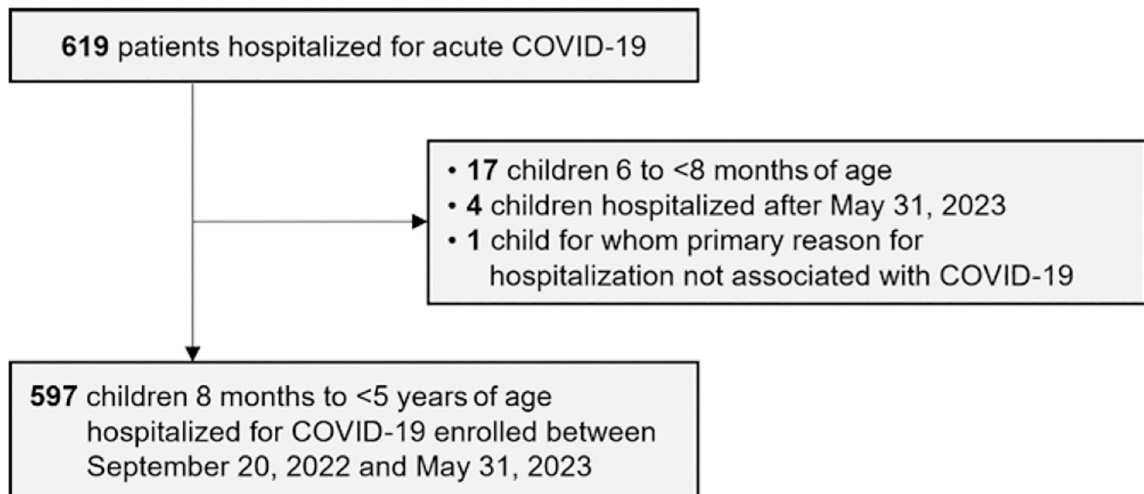 619 patients hospitalized for acute COVID-19
• 17 children 6 to <8 months of age
• 4 children hospitalized after May 31, 2023
• 1 child for whom primary reason for
hospitalization not associated with COVID-19
597 children 8 months to <5 years of age
hospitalized for COVID-19 enrolled between
September 20, 2022 and May 31, 2023